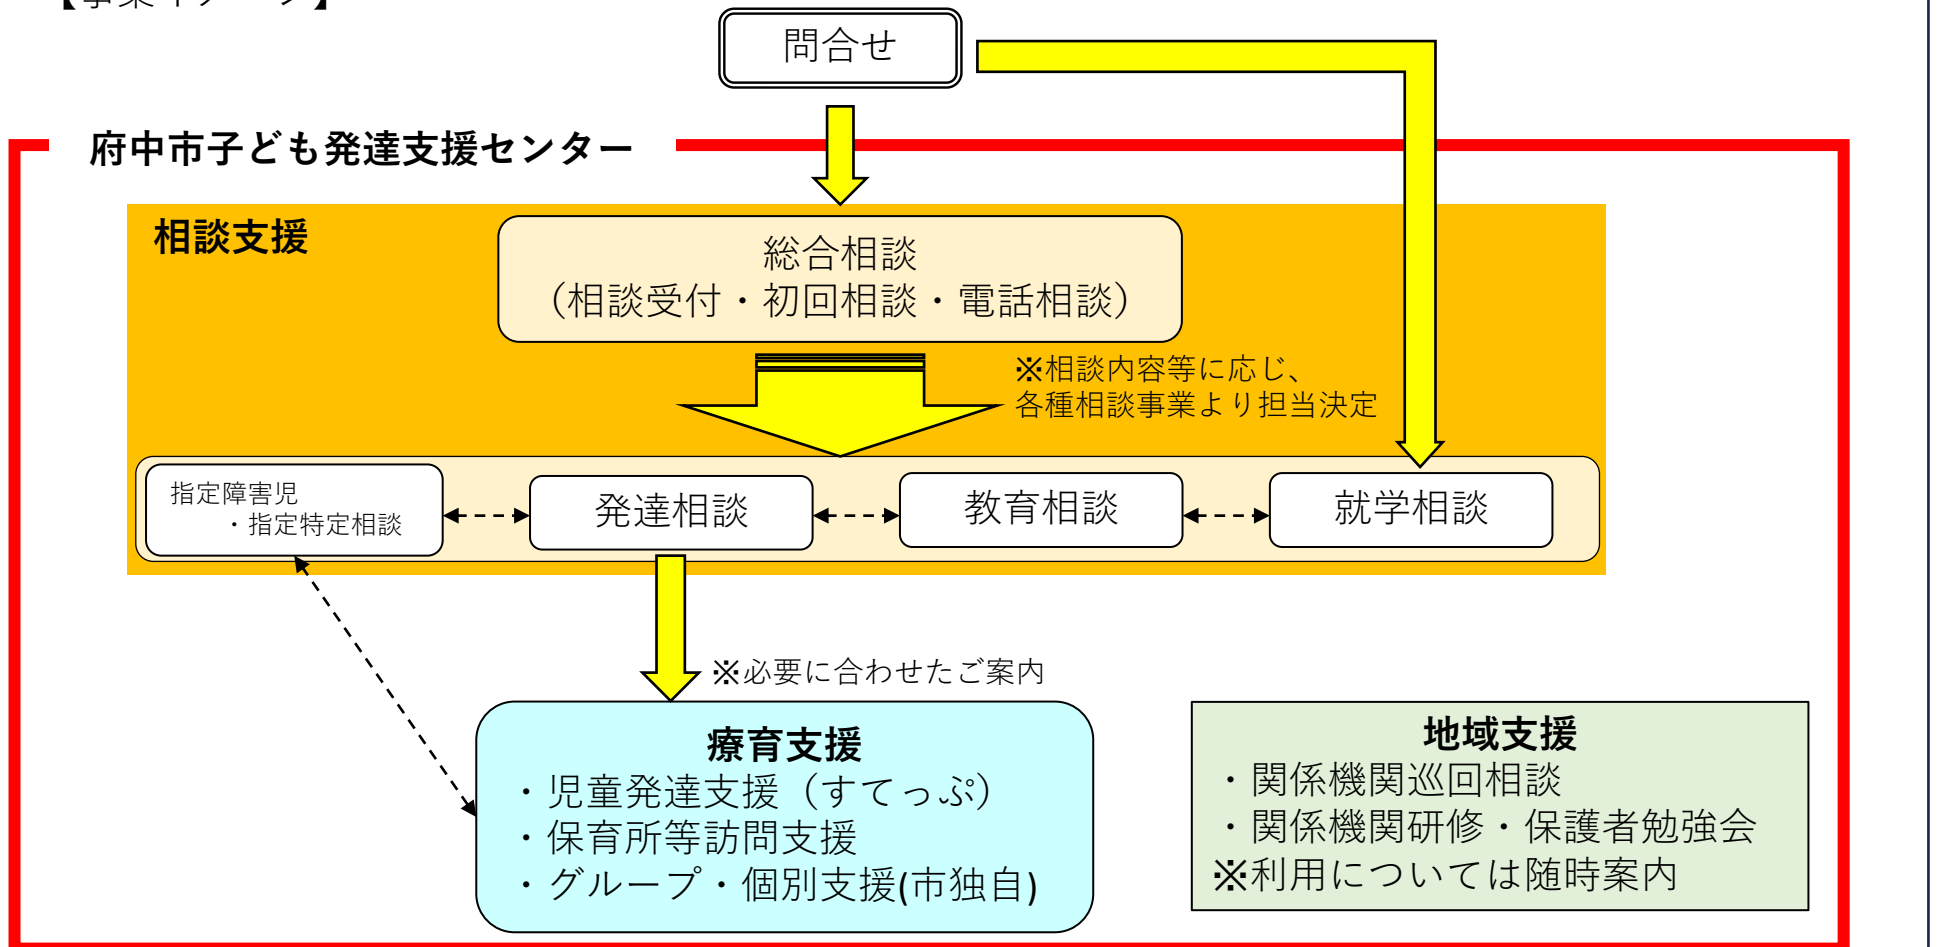 【事業イメージ】
問合せ
府中市子ども発達支援センター
相談支援
総合相談
（相談受付・初回相談・電話相談）
※相談内容等に応じ、
各種相談事業より担当決定
指定障害児
・指定特定相談
発達相談
教育相談
就学相談
※必要に合わせたご案内
療育支援
・児童発達支援（すてっぷ）
・保育所等訪問支援
・グループ・個別支援(市独自)
地域支援
・関係機関巡回相談
・関係機関研修・保護者勉強会
※利用については随時案内